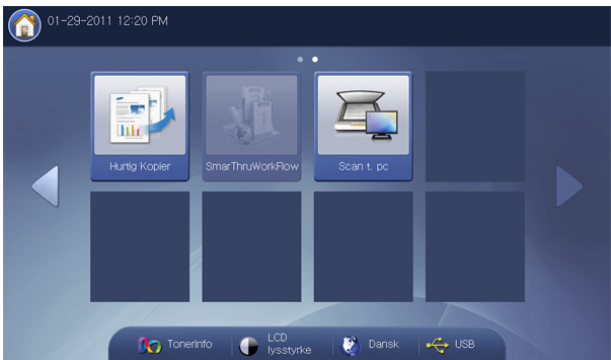 01-29-2011 12:20 PM
Hurtig Kopier
SmarThruWorkFlow
Scan t. pc
Tonerinfo
LCD
lysstyrke
Dansk
USB